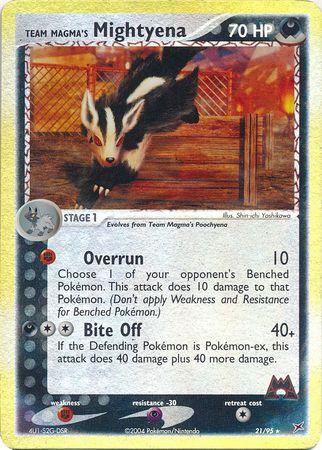 TEAM MAGMA'S Mightyena 70 HP
Illus. Shin-ichi Yoshikawa
STAGE 1
Evolves from Team Magma's Poochyena
Overrun 10
Choose 1 of your opponent's Benched
Pokémon. This attack does 10 damage to that
Pokémon. (Don't apply Weakness and Resistance
for Benched Pokémon.)
Bite Off 40+
If the Defending Pokémon is Pokémon-ex, this
attack does 40 damage plus 40 more damage.
weakness resistance -30 retreat cost
4U1-S2G-DSR ©2004 Pokémon/Nintendo 21/95 ★